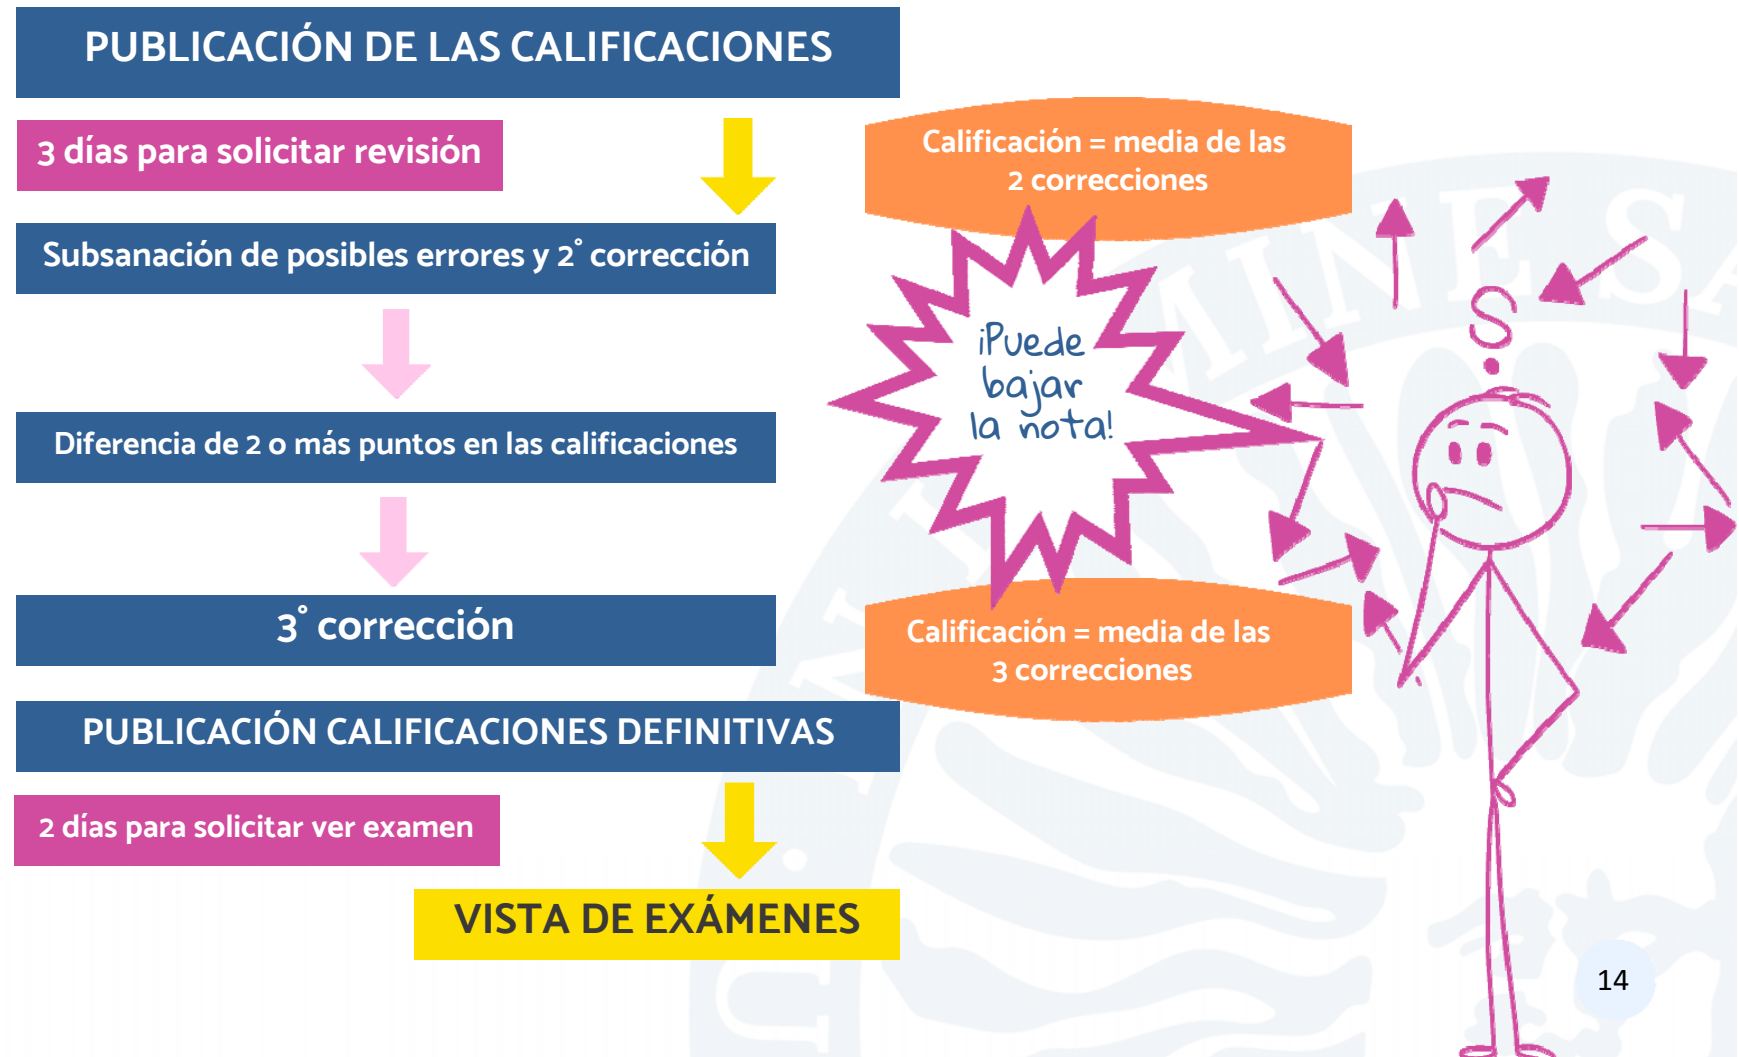 PUBLICACIÓN DE LAS CALIFICACIONES
3 días para solicitar revisión
Calificación = media de las
2 correcciones
Subsanación de posibles errores y 2° corrección
¡Puede
bajar
la nota!
Diferencia de 2 o más puntos en las calificaciones
3° corrección
Calificación = media de las
3 correcciones
PUBLICACIÓN CALIFICACIONES DEFINITIVAS
2 días para solicitar ver examen
VISTA DE EXÁMENES
14